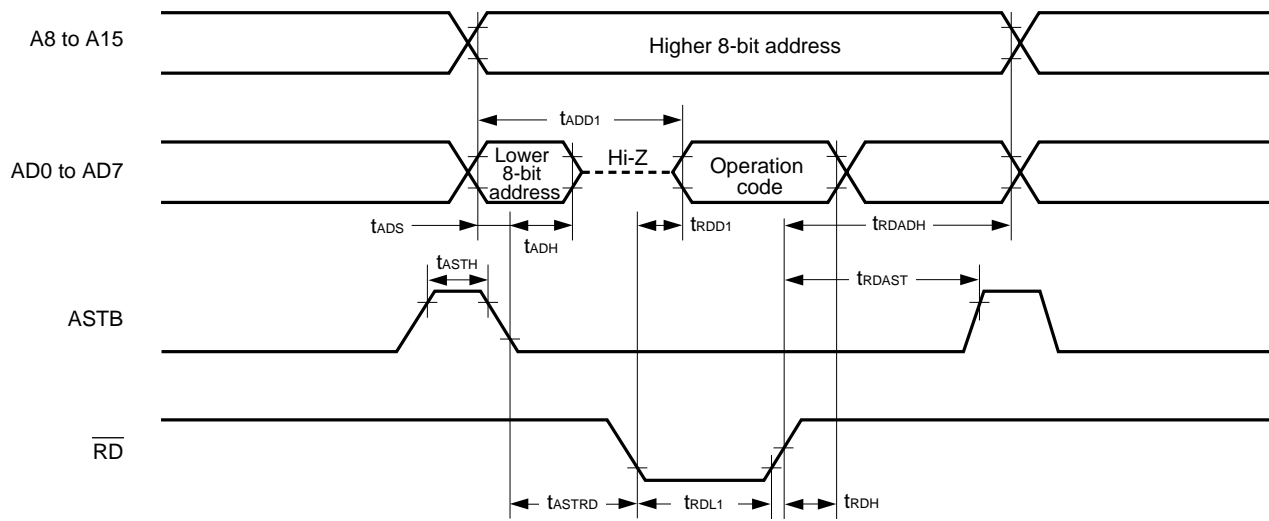 A8 to A15
Higher 8-bit address
tADD1
AD0 to AD7
Lower
8-bit
address
Hi-Z
Operation
code
tADS
tADH
tRDD1
tRDADH
tASTH
tRDAST
ASTB
RD
tASTRD
tRDL1
tRDH